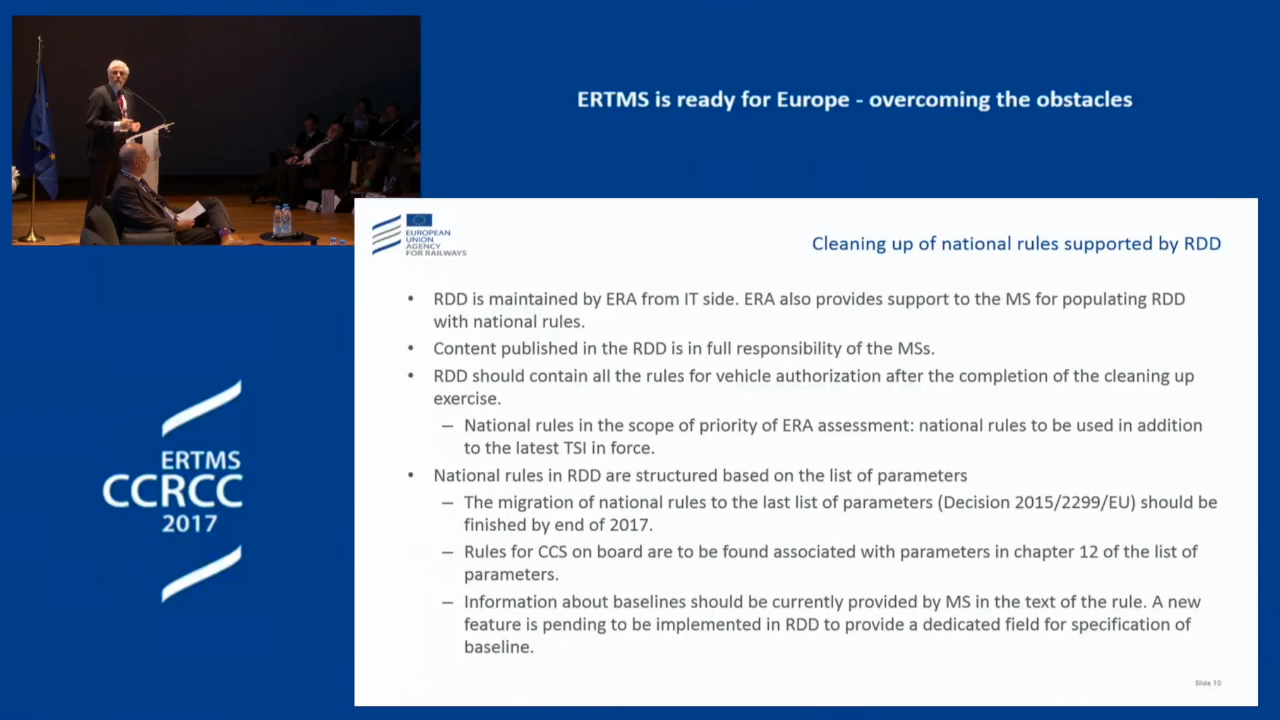 ERTMS is ready for Europe - overcoming the obstacles
EUROPEAN
UNION
AGENCY
FOR RAILWAYS
Cleaning up of national rules supported by RDD
• RDD is maintained by ERA from IT side. ERA also provides support to the MS for populating RDD
with national rules.
• Content published in the RDD is in full responsibility of the MSs.
• RDD should contain all the rules for vehicle authorization after the completion of the cleaning up
exercise.
– National rules in the scope of priority of ERA assessment: national rules to be used in addition
to the latest TSI in force.
• National rules in RDD are structured based on the list of parameters
– The migration of national rules to the last list of parameters (Decision 2015/2299/EU) should be
finished by end of 2017.
– Rules for CCS on board are to be found associated with parameters in chapter 12 of the list of
parameters.
– Information about baselines should be currently provided by MS in the text of the rule. A new
feature is pending to be implemented in RDD to provide a dedicated field for specification of
baseline.
Slide 10
ERTMS
CCRCC
2017